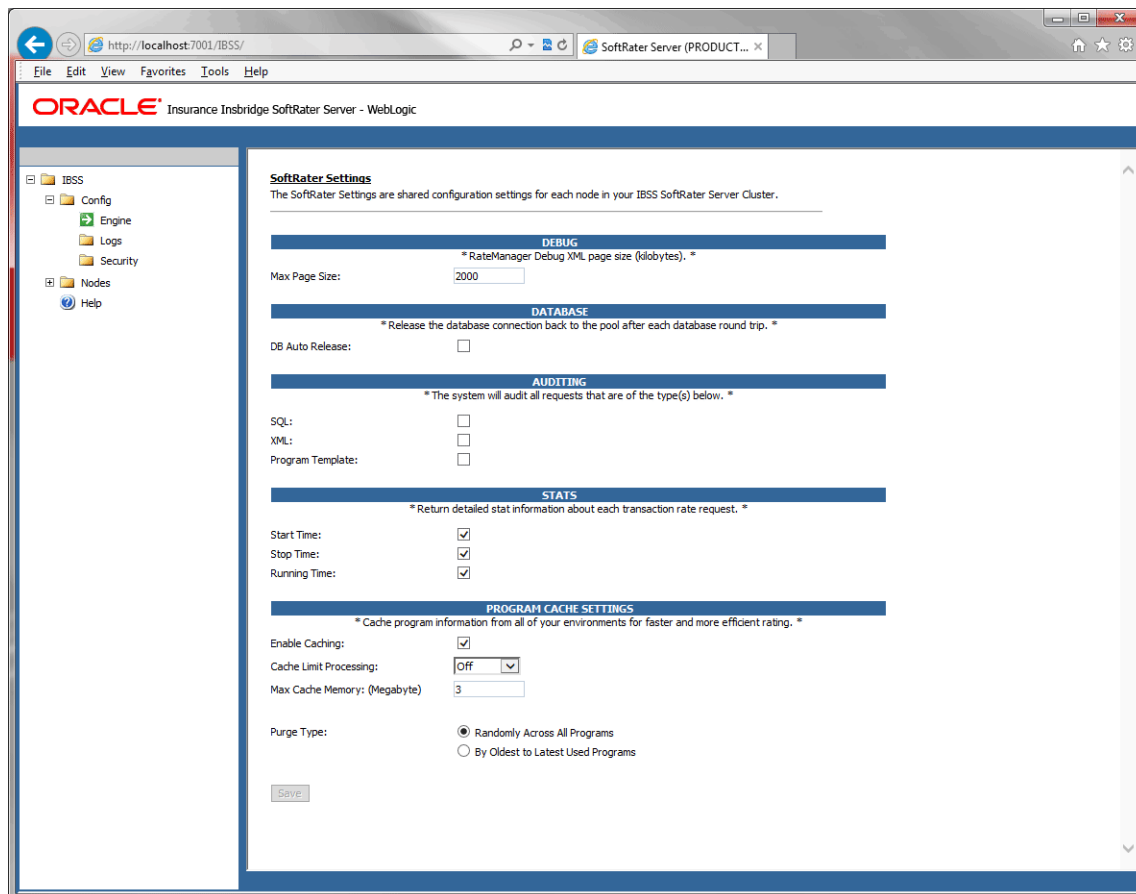 http://localhost:7001/IBSS/
SoftRater Server (PRODUCT...
File Edit View Favorites Tools Help
ORACLE Insurance Insbridge SoftRater Server - WebLogic
IBSS
Config
Engine
Logs
Security
Nodes
Help
SoftRater Settings
The SoftRater Settings are shared configuration settings for each node in your IBSS SoftRater Server Cluster.
DEBUG
* RateManager Debug XML page size (kilobytes). *
Max Page Size: 2000
DATABASE
* Release the database connection back to the pool after each database round trip. *
DB Auto Release:
AUDITING
* The system will audit all requests that are of the type(s) below. *
SQL:
XML:
Program Template:
STATS
* Return detailed stat information about each transaction rate request. *
Start Time:
Stop Time:
Running Time:
PROGRAM CACHE SETTINGS
* Cache program information from all of your environments for faster and more efficient rating. *
Enable Caching:
Cache Limit Processing: Off
Max Cache Memory: (Megabyte) 3
Purge Type: Randomly Across All Programs
By Oldest to Latest Used Programs
Save